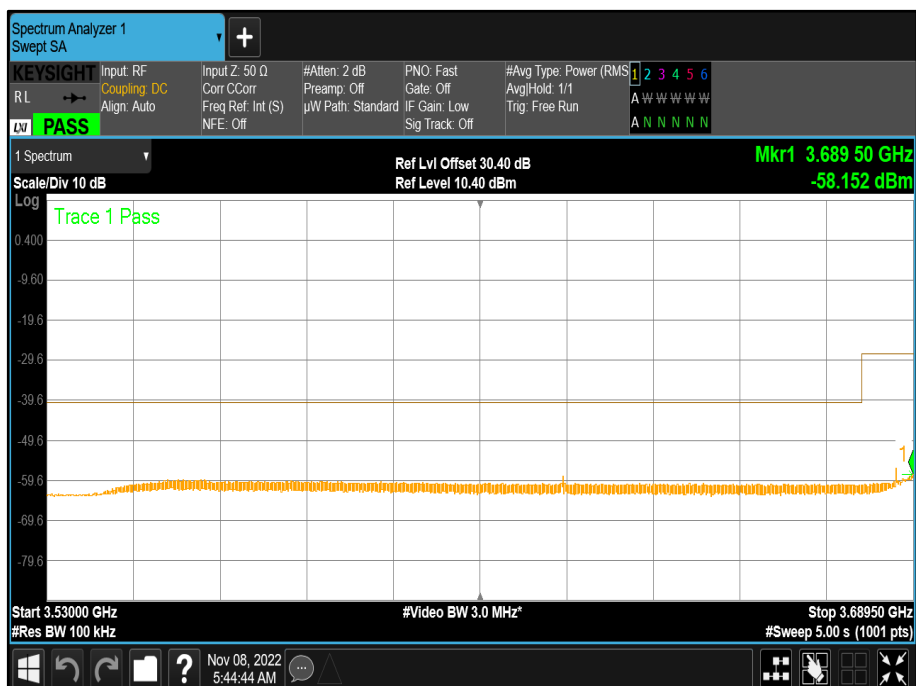 Spectrum Analyzer 1
Swept SA
+
KEYSIGHT
RL
LXI PASS
Input: RF
Coupling: DC
Align: Auto
Input Z: 50 Ω
Corr CCorr
Freq Ref: Int (S)
NFE: Off
#Atten: 2 dB
Preamp: Off
µW Path: Standard
PNO: Fast
Gate: Off
IF Gain: Low
Sig Track: Off
#Avg Type: Power (RMS
Avg|Hold: 1/1
Trig: Free Run
1 2 3 4 5 6
A W W W W W
A N N N N N
1 Spectrum
Scale/Div 10 dB
Ref Lvl Offset 30.40 dB
Ref Level 10.40 dBm
Mkr1 3.689 50 GHz
-58.152 dBm
Log
Trace 1 Pass
0.400
-9.60
-19.6
-29.6
-39.6
-49.6
-59.6
-69.6
-79.6
1
Start 3.53000 GHz
#Res BW 100 kHz
#Video BW 3.0 MHz*
Stop 3.68950 GHz
#Sweep 5.00 s (1001 pts)
?
Nov 08, 2022
5:44:44 AM